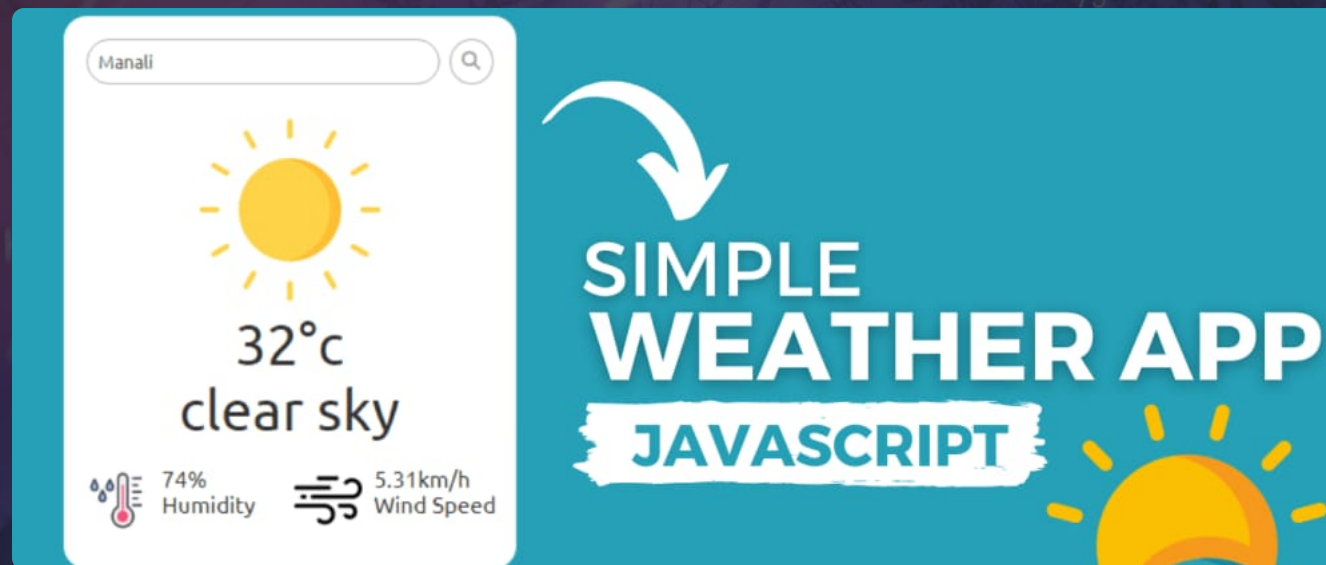 Manali
32°c
clear sky
74%
Humidity
5.31km/h
Wind Speed
SIMPLE
WEATHER APP
JAVASCRIPT